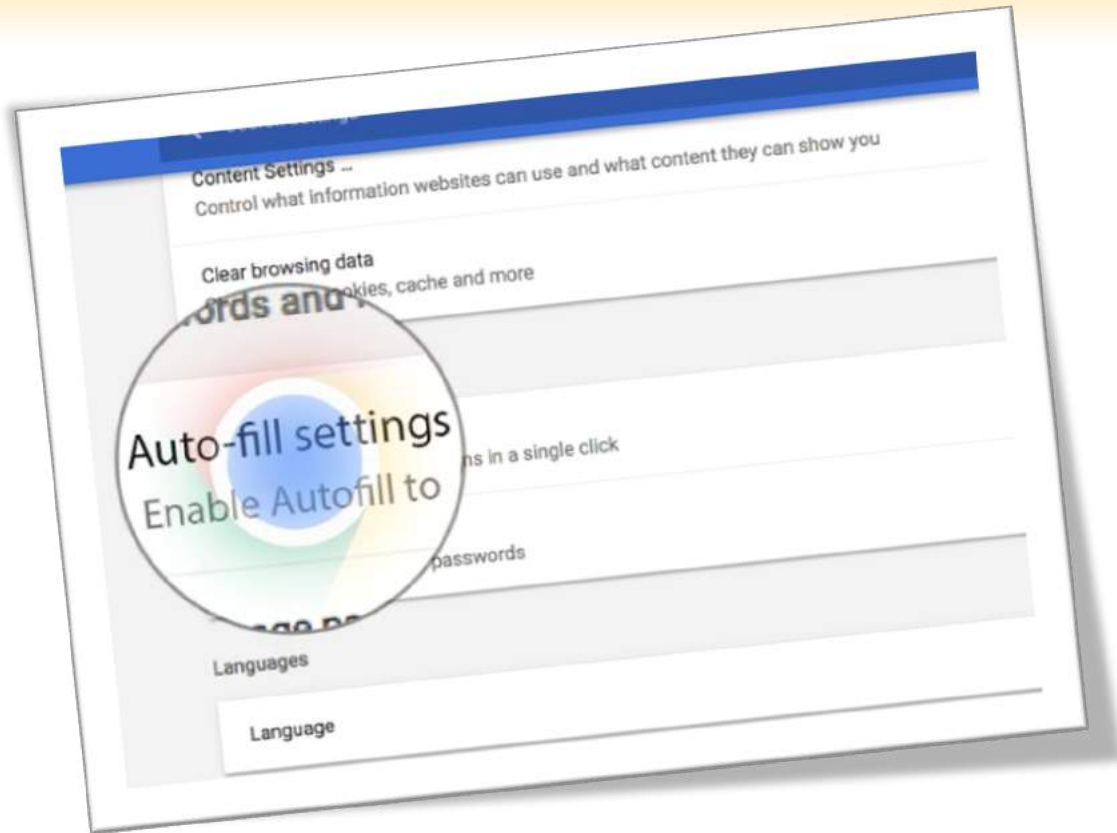 Content Settings ...
Control what information websites can use and what content they can show you
Clear browsing data
cookies, cache and more
ords and
Auto-fill settings
Enable Autofill to
ns in a single click
passwords
Languages
Language